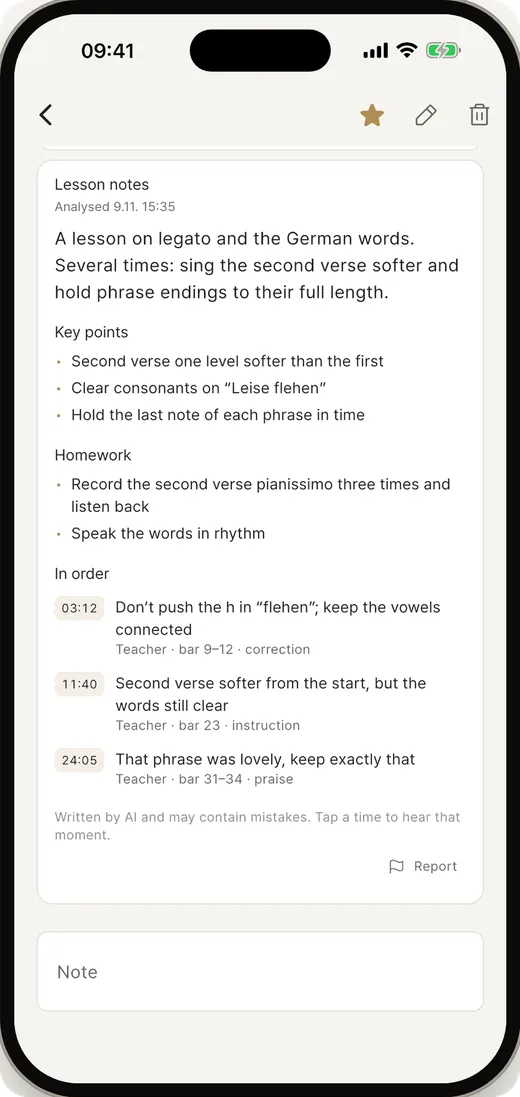 09:41
Lesson notes
Analysed 9.11. 15:35
A lesson on legato and the German words.
Several times: sing the second verse softer and
hold phrase endings to their full length.
Key points
• Second verse one level softer than the first
• Clear consonants on “Leise flehen”
• Hold the last note of each phrase in time
Homework
• Record the second verse pianissimo three times and
listen back
• Speak the words in rhythm
In order
03:12 Don’t push the h in “flehen”; keep the vowels
connected
Teacher · bar 9–12 · correction
11:40 Second verse softer from the start, but the
words still clear
Teacher · bar 23 · instruction
24:05 That phrase was lovely, keep exactly that
Teacher · bar 31–34 · praise
Written by AI and may contain mistakes. Tap a time to hear that
moment.
Report
Note